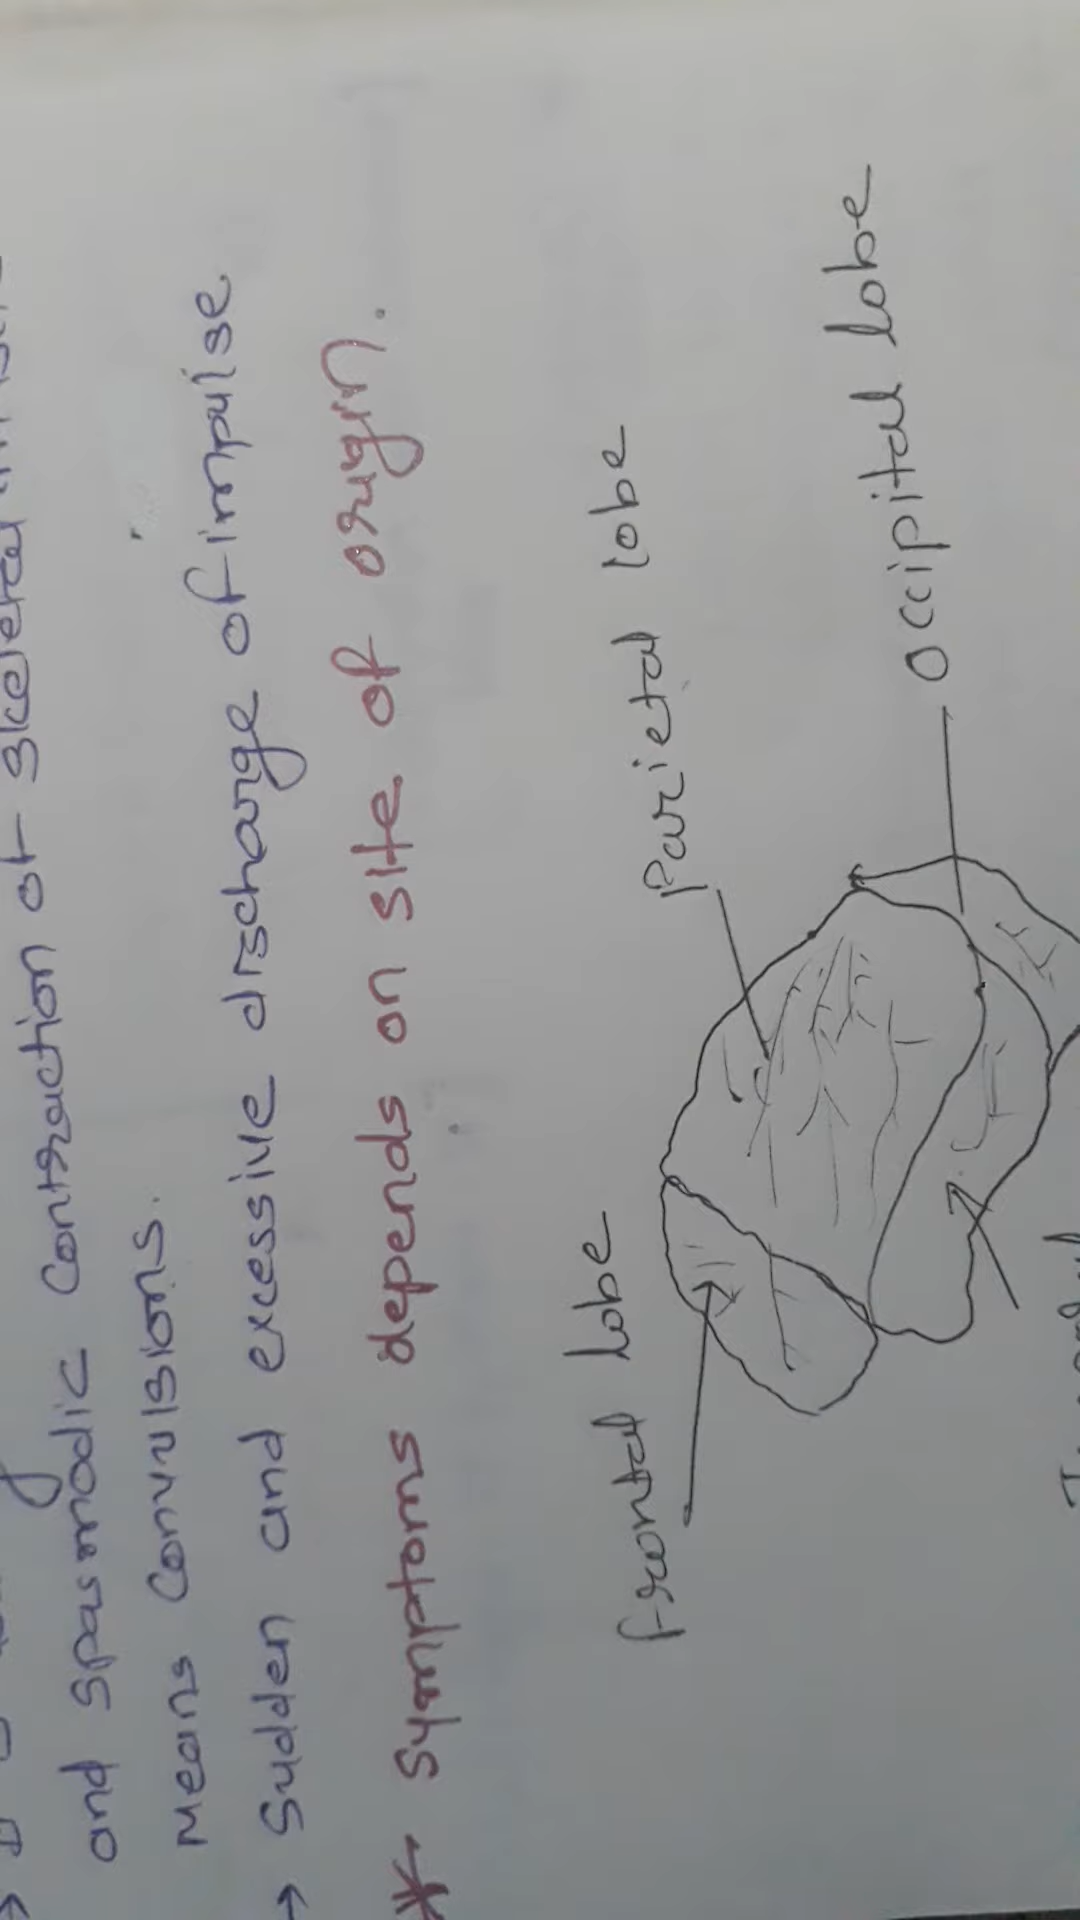 and spasmodic contraction of skeletal
Means convulsions.
→ Sudden and excessive discharge of impulse
* Symptoms depends on site of origin.
frontal lobe
Parietal lobe
Occipital lobe